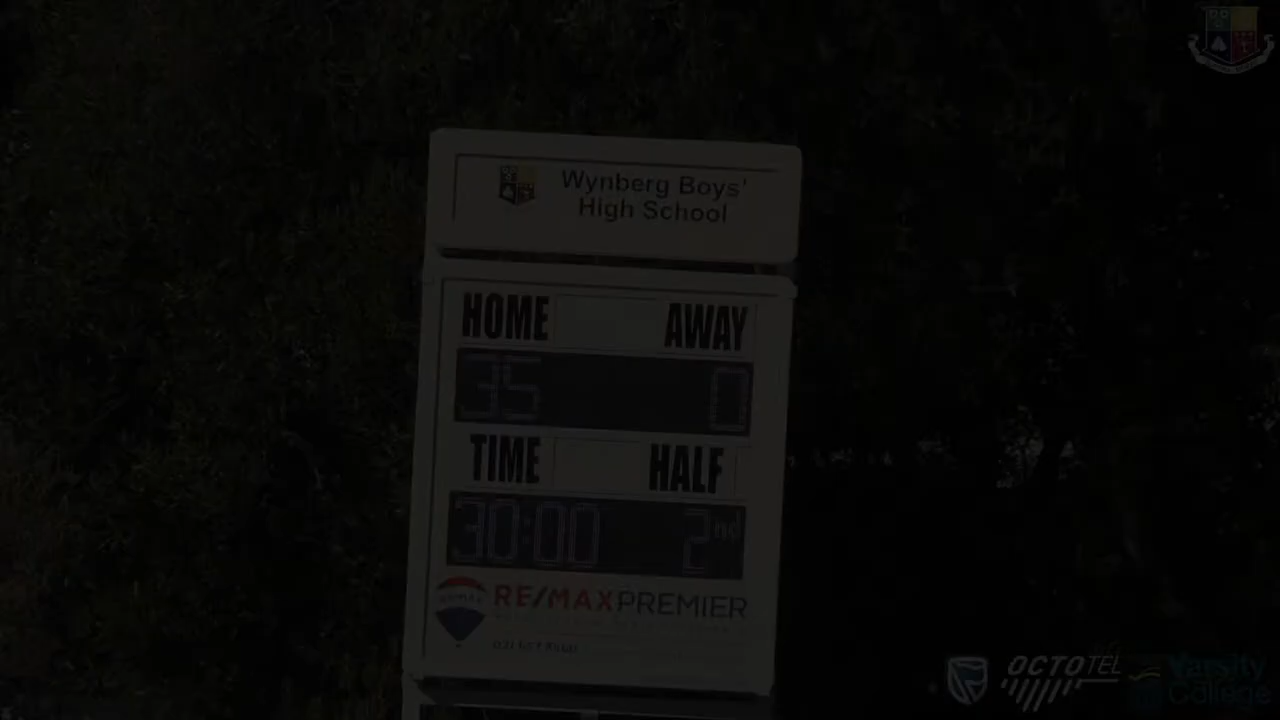 Wynberg Boys'
High School
HOME AWAY
35 0
TIME HALF
30:00 2nd
RE/MAX PREMIER
OCTOTEL
Varsity
College